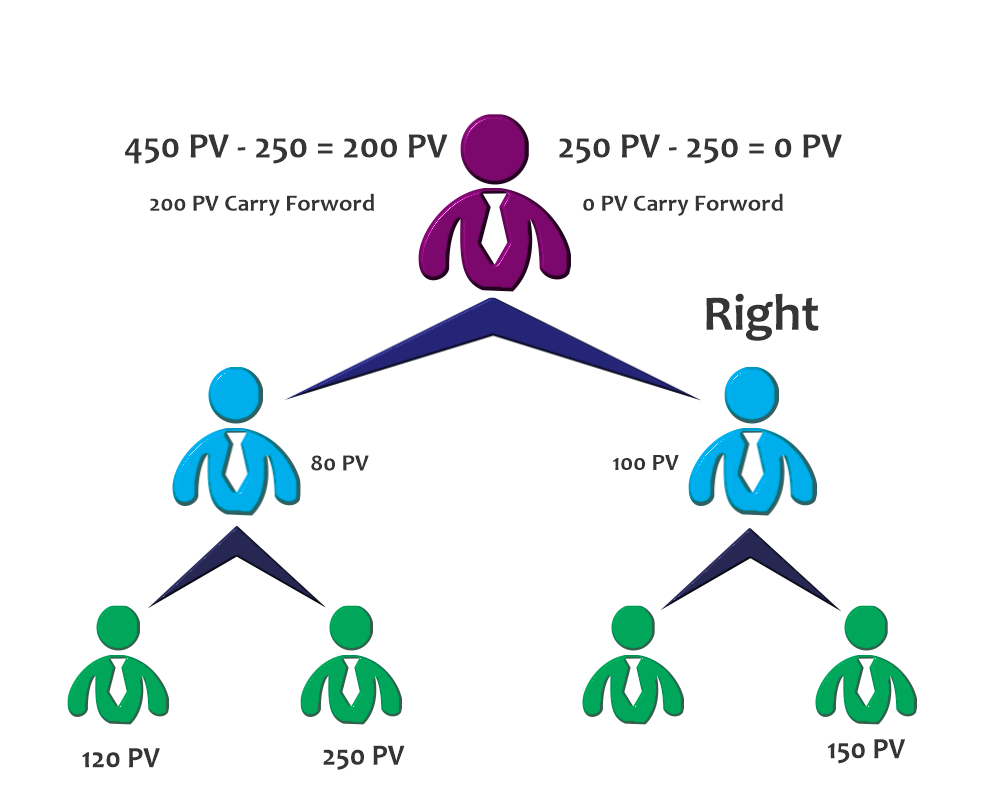 450 PV - 250 = 200 PV
250 PV - 250 = 0 PV
200 PV Carry Forword
0 PV Carry Forword
Right
80 PV
100 PV
120 PV
250 PV
150 PV